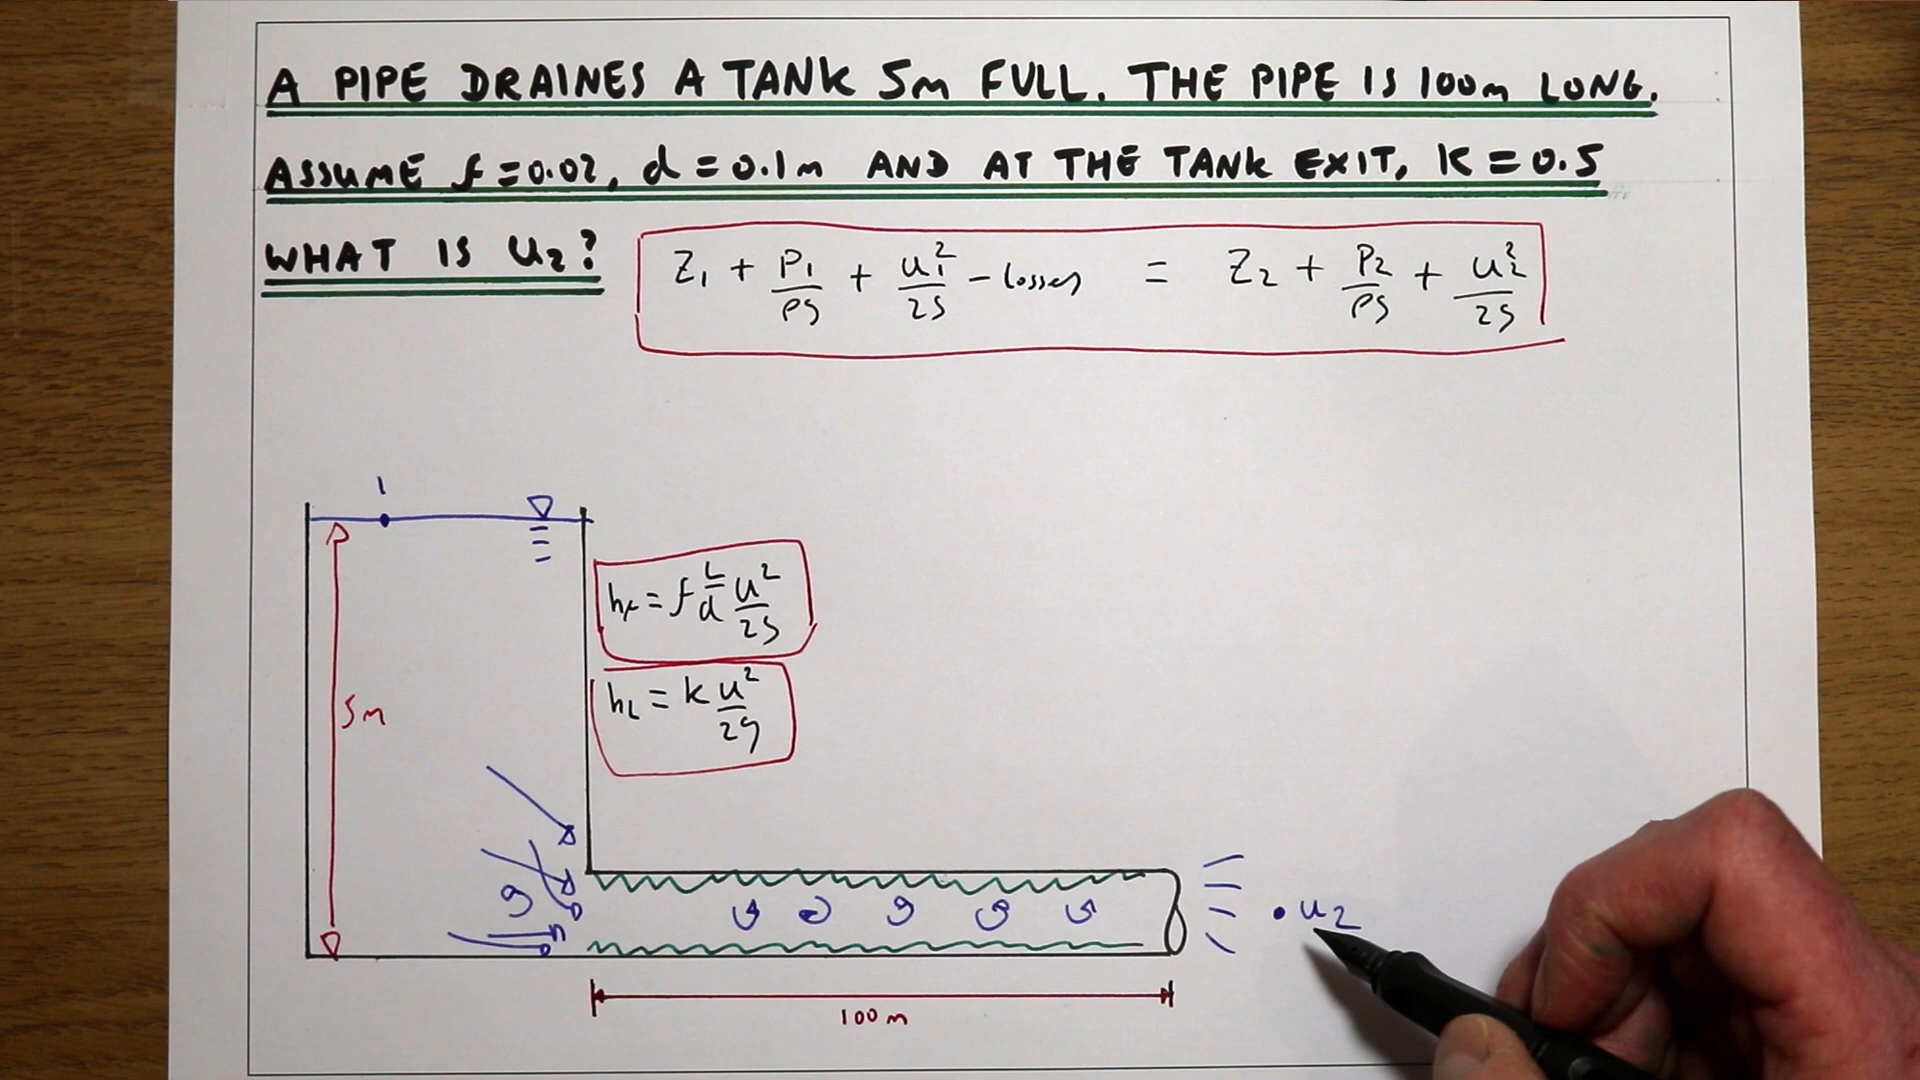 A PIPE DRAINES A TANK 5m FULL. THE PIPE IS 100m LONG.
ASSUME f=0.02, d=0.1m AND AT THE TANK EXIT, K=0.5
WHAT IS u₂?
Z₁ + P₁/ρg + u₁²/2g - losses = Z₂ + P₂/ρg + u₂²/2g
1
hf = f L/d u²/2g
hL = k u²/2g
5m
u₂
100m